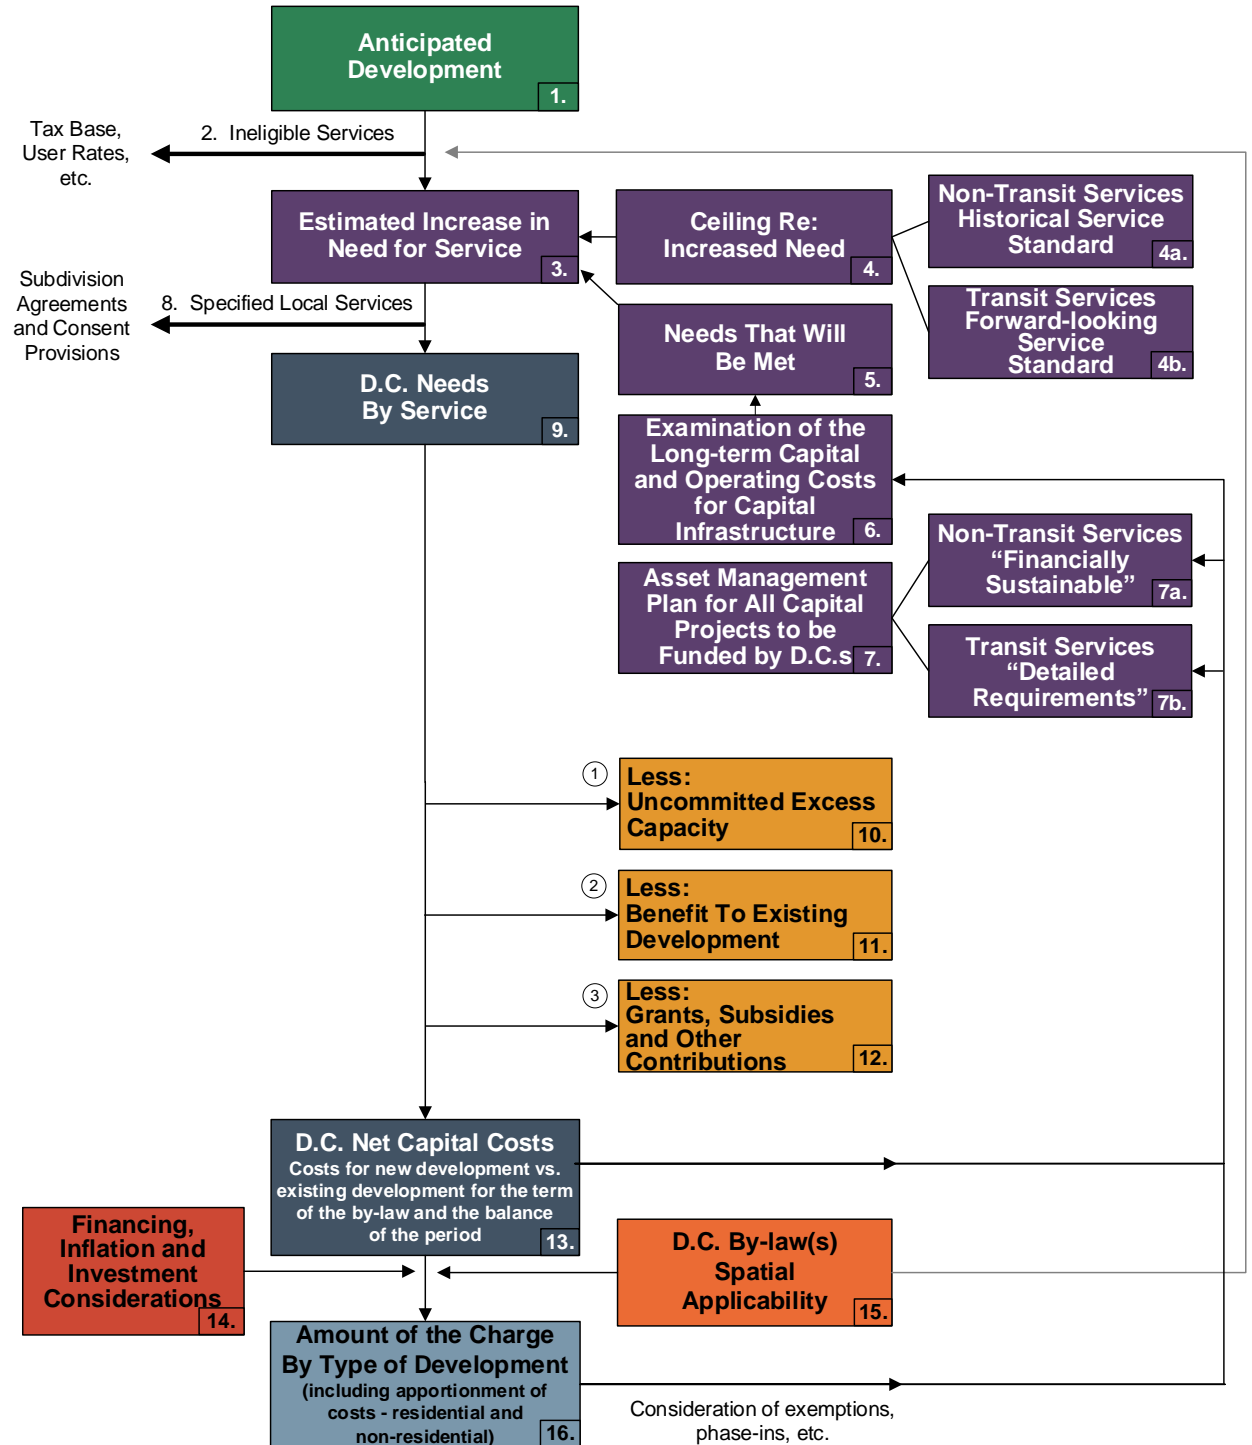 Anticipated
Development
1.
Tax Base,
User Rates,
etc.
2. Ineligible Services
Estimated Increase in
Need for Service
3.
Ceiling Re:
Increased Need
4.
Non-Transit Services
Historical Service
Standard
4a.
Transit Services
Forward-looking
Service
Standard
4b.
Subdivision
Agreements
and Consent
Provisions
8. Specified Local Services
Needs That Will
Be Met
5.
D.C. Needs
By Service
9.
Examination of the
Long-term Capital
and Operating Costs
for Capital
Infrastructure
6.
Non-Transit Services
“Financially
Sustainable”
7a.
Asset Management
Plan for All Capital
Projects to be
Funded by D.C.s
7.
Transit Services
“Detailed
Requirements”
7b.
1
Less:
Uncommitted Excess
Capacity
10.
2
Less:
Benefit To Existing
Development
11.
3
Less:
Grants, Subsidies
and Other
Contributions
12.
D.C. Net Capital Costs
Costs for new development vs.
existing development for the term
of the by-law and the balance
of the period
13.
Financing,
Inflation and
Investment
Considerations
14.
D.C. By-law(s)
Spatial
Applicability
15.
Amount of the Charge
By Type of Development
(including apportionment of
costs - residential and
non-residential)
16.
Consideration of exemptions,
phase-ins, etc.